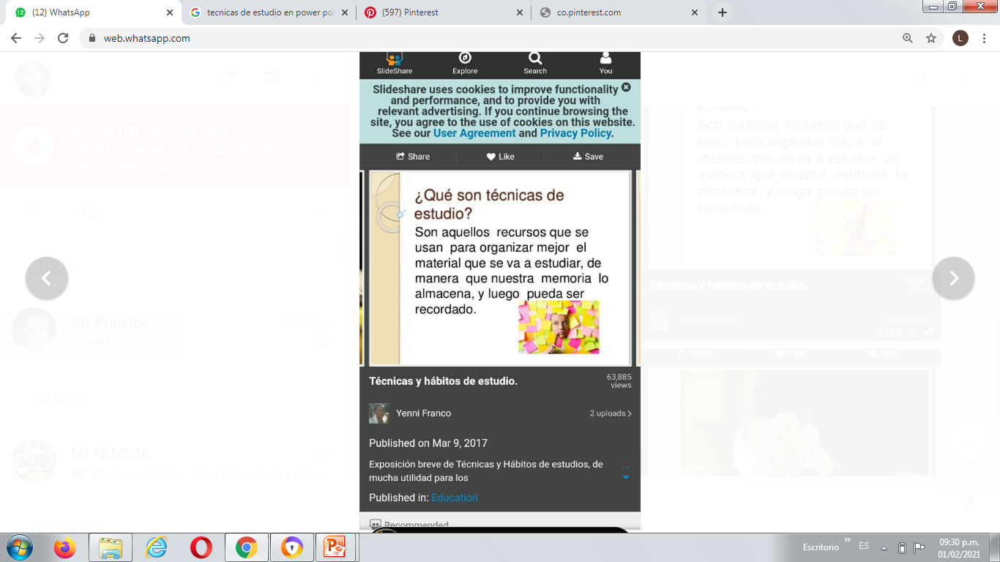 (12) WhatsApp
tecnicas de estudio en power poi
(597) Pinterest
co.pinterest.com
web.whatsapp.com
L
SlideShare
Explore
Search
You
Slideshare uses cookies to improve functionality
and performance, and to provide you with
relevant advertising. If you continue browsing the
site, you agree to the use of cookies on this website.
See our User Agreement and Privacy Policy.
Share
Like
Save
¿Qué son técnicas de
estudio?
Son aquellos recursos que se
usan para organizar mejor el
material que se va a estudiar, de
manera que nuestra memoria lo
almacena, y luego pueda ser
recordado.
Técnicas y hábitos de estudio.
63,885
views
Yenni Franco
2 uploads
Published on Mar 9, 2017
Exposición breve de Técnicas y Hábitos de estudios, de
mucha utilidad para los
Published in: Education
Recommended
Batería del teléfono baja
Carga tu teléfono para poder seguir
usando WhatsApp
CHATS
MI Principe
9:16 p. m.
Foto
GRUPOS
MI FAMILIA
Mi Principe, Breiner, Diana Hermana, Ferch...
MENSAJES
estudio?
Son aquellos recursos que se
usan para organizar mejor el
material que se va a estudiar, de
manera que nuestra memoria lo
almacena, y luego pueda ser
recordado.
Técnicas y hábitos de estudio.
63,885
views
Yenni Franco
9:16 p. m.
Share
Like
Save
Escritorio
ES
09:30 p.m.
01/02/2021